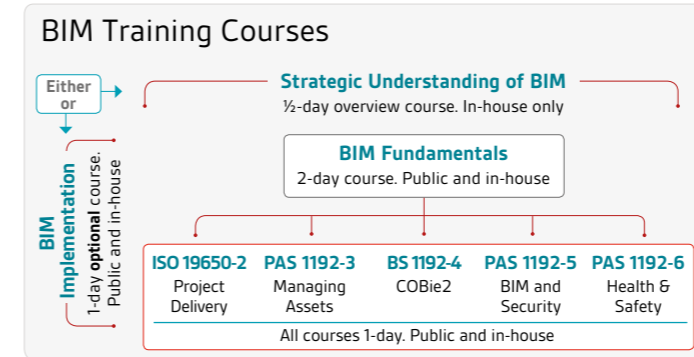 BIM Training Courses
Either
or
Strategic Understanding of BIM
½-day overview course. In-house only
BIM
Implementation
1-day optional course.
Public and in-house
BIM Fundamentals
2-day course. Public and in-house
ISO 19650-2
Project
Delivery
PAS 1192-3
Managing
Assets
BS 1192-4
COBie2
PAS 1192-5
BIM and
Security
PAS 1192-6
Health &
Safety
All courses 1-day. Public and in-house